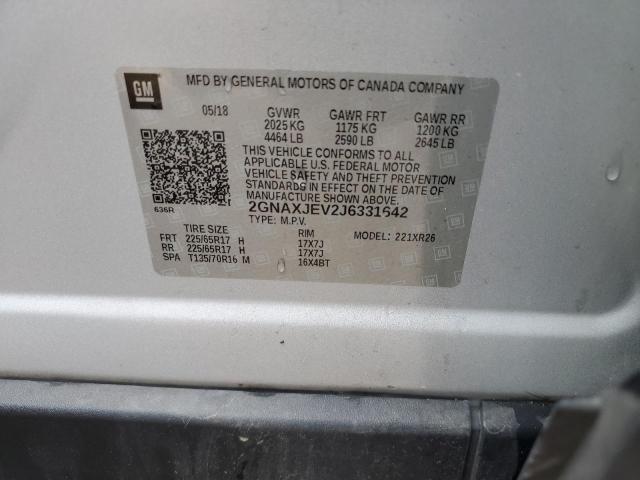 GM
MFD BY GENERAL MOTORS OF CANADA COMPANY
05/18 GVWR GAWR FRT GAWR RR
2025 KG 1175 KG 1200 KG
4464 LB 2590 LB 2645 LB
THIS VEHICLE CONFORMS TO ALL
APPLICABLE U.S. FEDERAL MOTOR
VEHICLE SAFETY AND THEFT PREVENTION
STANDARDS IN EFFECT ON THE DATE OF
MANUFACTURE SHOWN ABOVE.
2GNAXJEV2J6331642
636R
TYPE: M.P.V. MODEL: 221XR26
TIRE SIZE RIM
FRT 225/65R17 H 17X7J
RR 225/65R17 H 17X7J
SPA T135/70R16 M 16X4BT